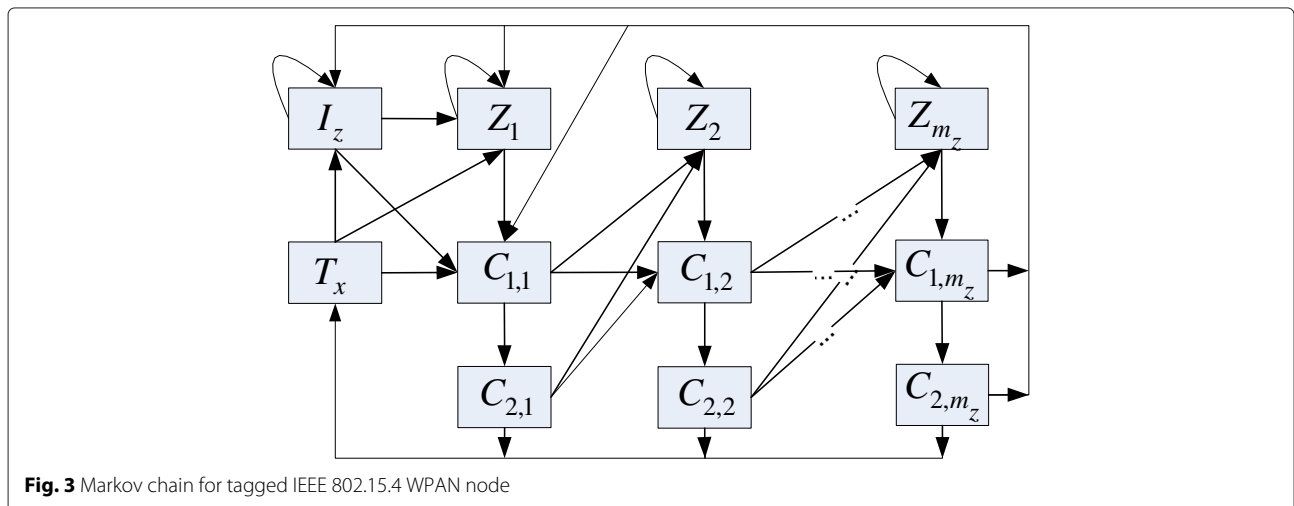 I_z Z_1 Z_2 Z_{m_z}
...
T_x C_{1,1} C_{1,2} ... ... C_{1,m_z}
...
C_{2,1} C_{2,2} C_{2,m_z}
Fig. 3 Markov chain for tagged IEEE 802.15.4 WPAN node